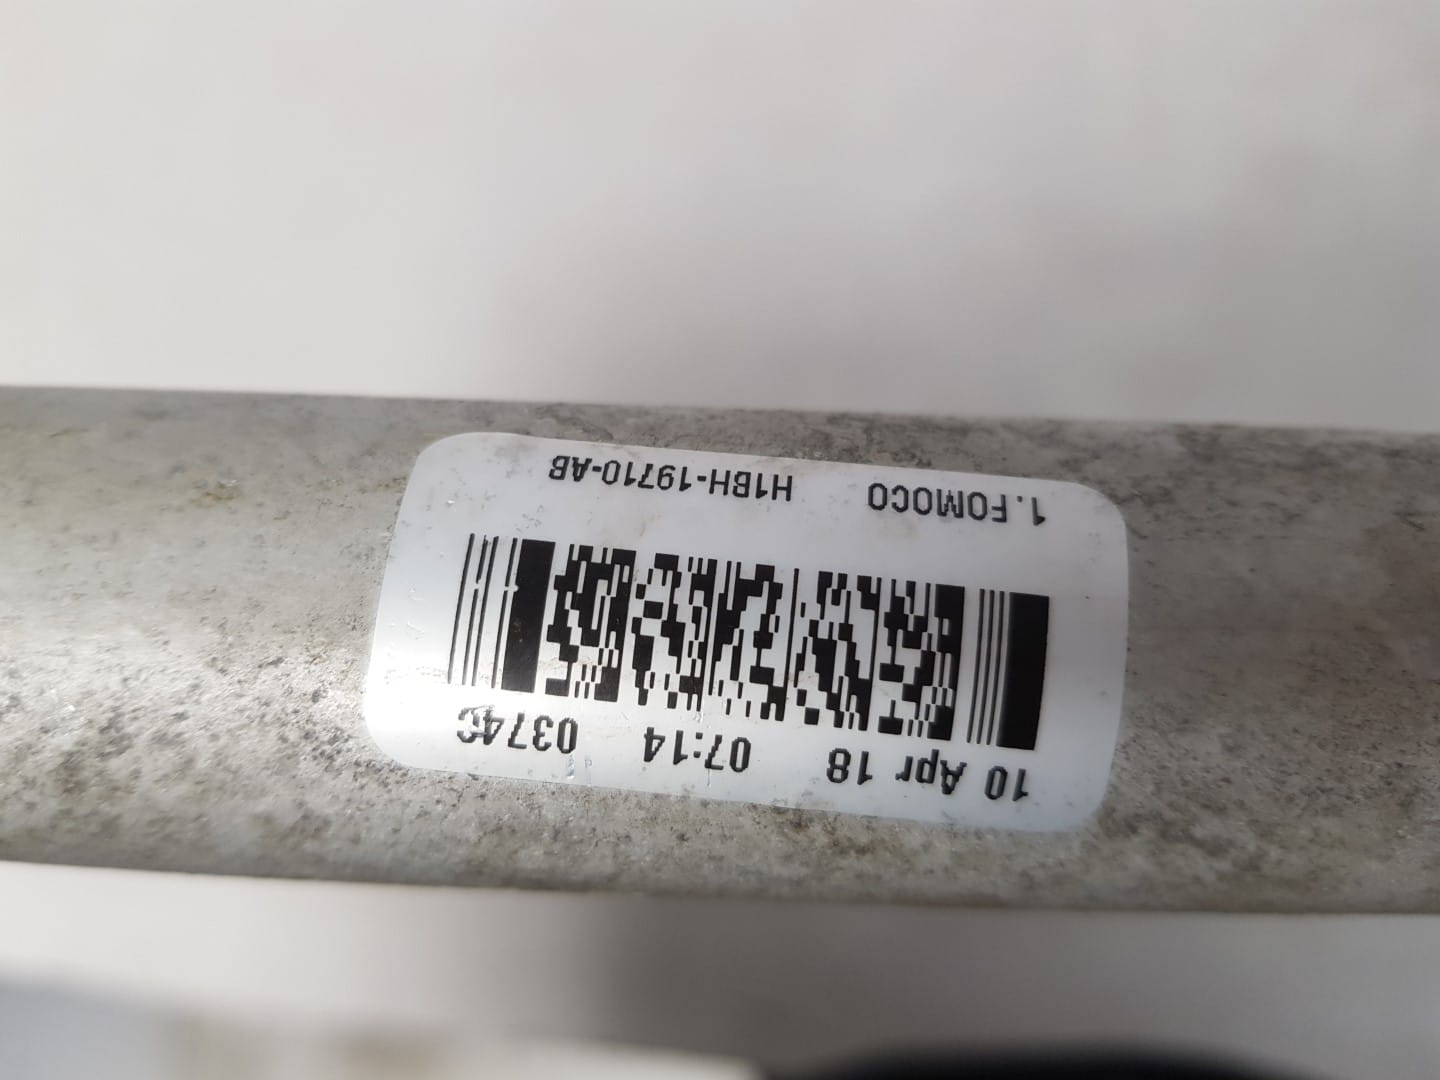 10 Apr 18 07:14 0374C
1. FOMOCO H1BH-19710-AB